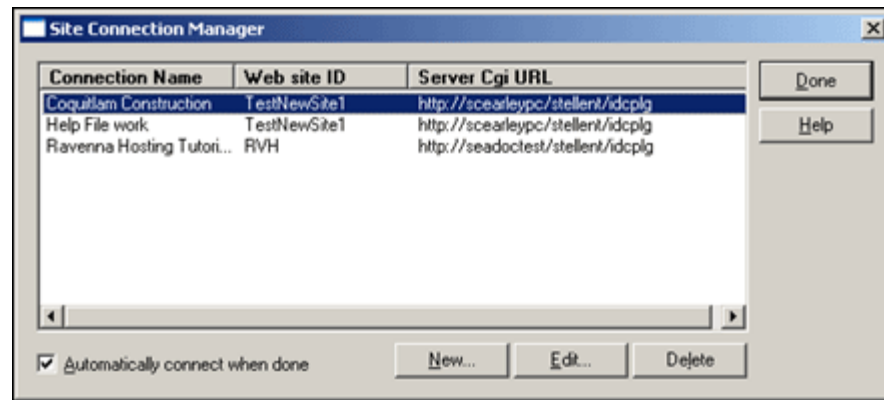 Site Connection Manager
Connection Name Web site ID Server Cgi URL
Coquitlam Construction TestNewSite1 http://scearleypc/stellent/idcplg
Help File work TestNewSite1 http://scearleypc/stellent/idcplg
Ravenna Hosting Tutori... RVH http://seadoctest/stellent/idcplg
Done
Help
Automatically connect when done
New... Edit... Delete